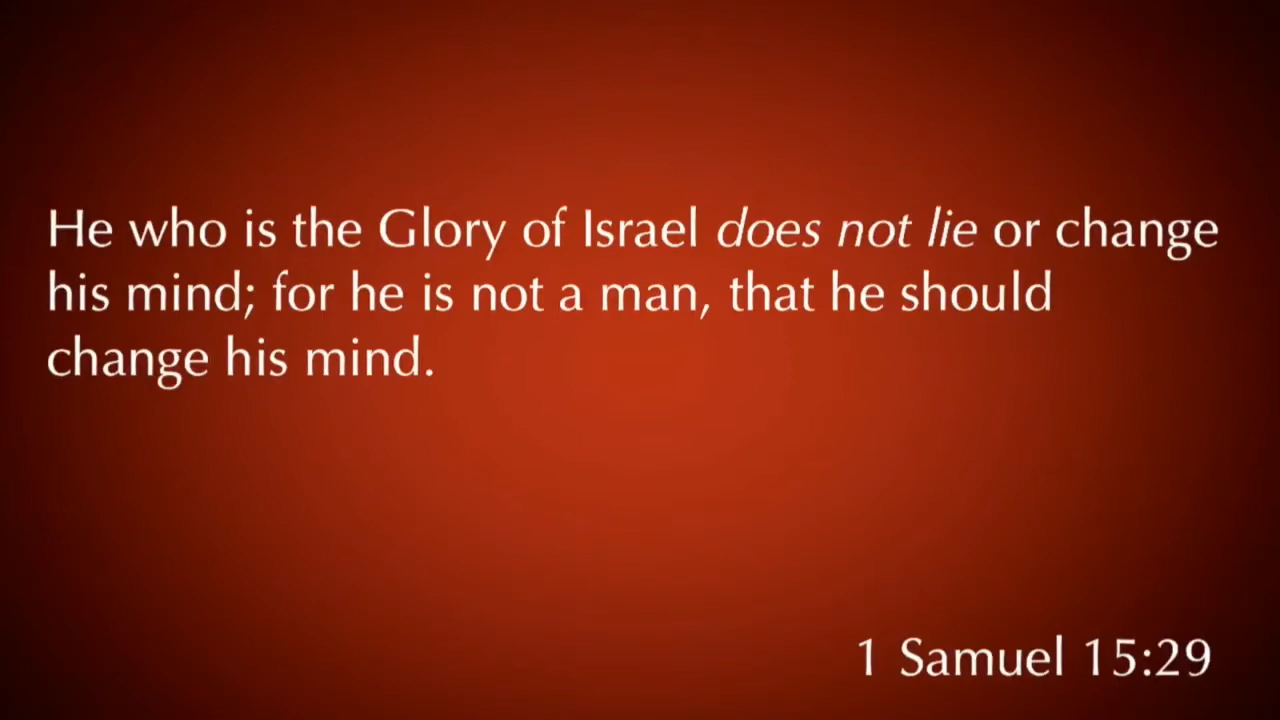 He who is the Glory of Israel does not lie or change
his mind; for he is not a man, that he should
change his mind.
1 Samuel 15:29